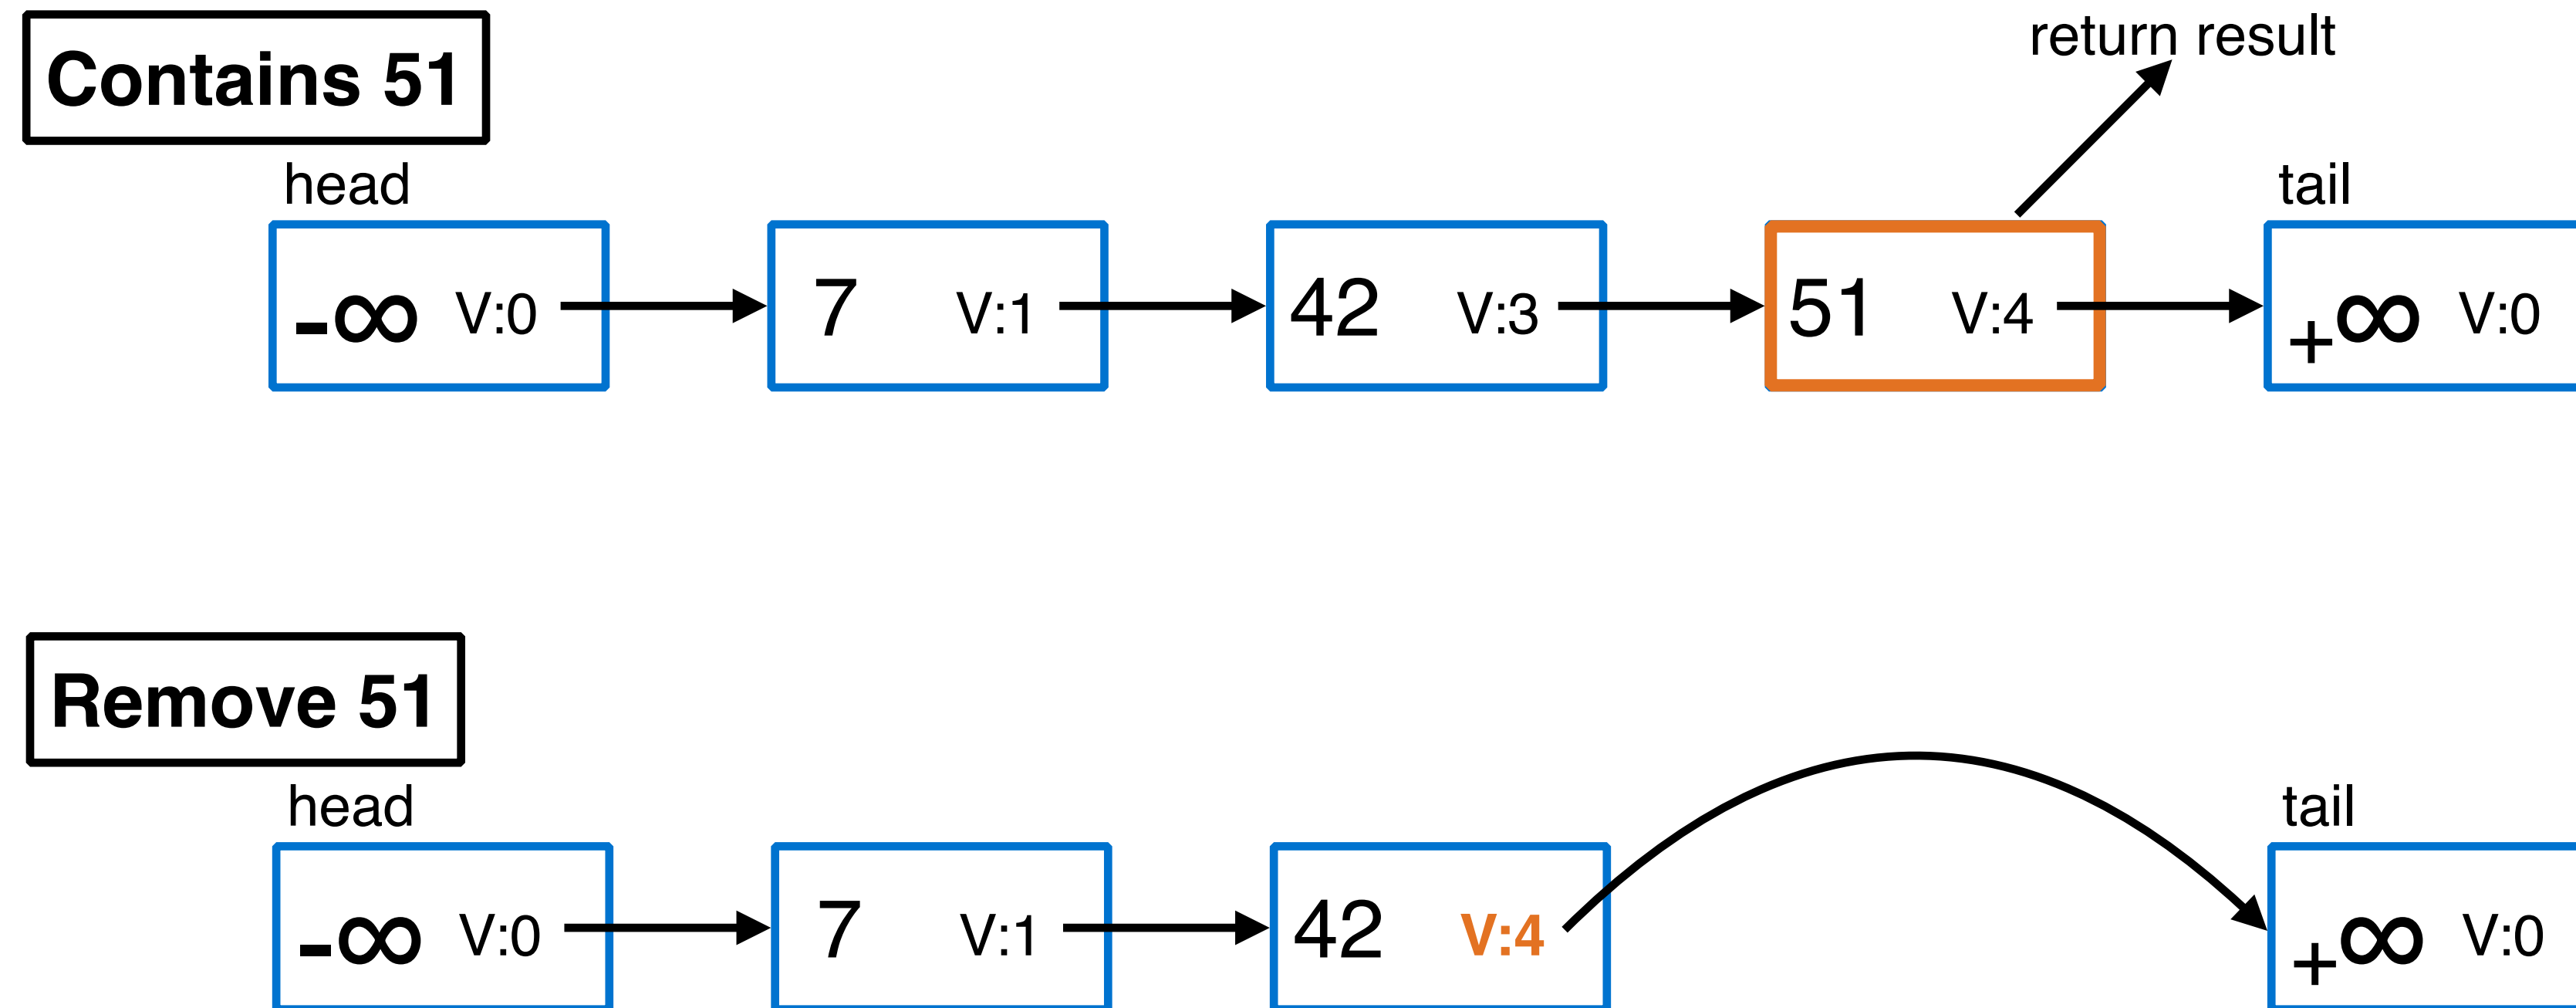 Contains 51
return result
head
tail
-∞ V:0
7 V:1
42 V:3
51 V:4
+∞ V:0
Remove 51
head
tail
-∞ V:0
7 V:1
42 V:4
+∞ V:0